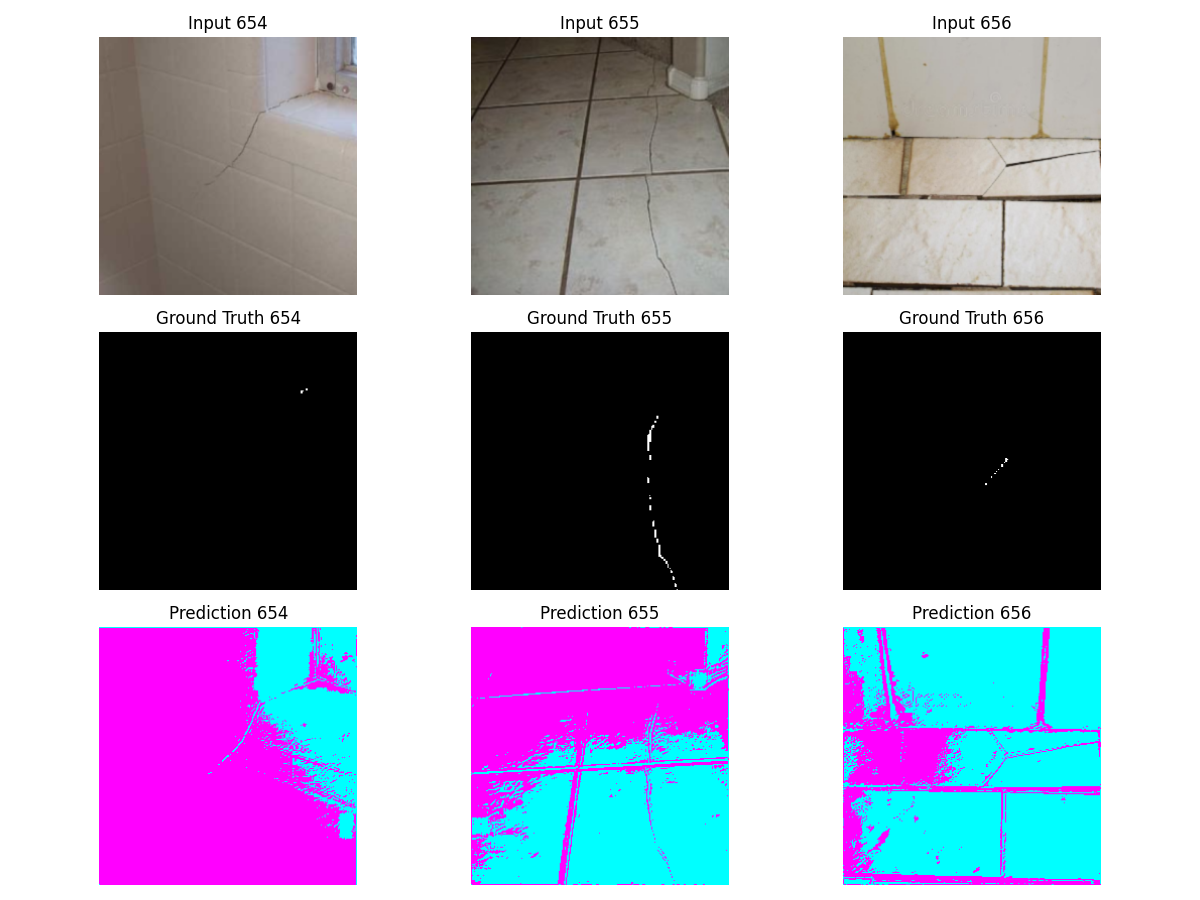 Input 654
Input 655
Input 656
Ground Truth 654
Ground Truth 655
Ground Truth 656
Prediction 654
Prediction 655
Prediction 656